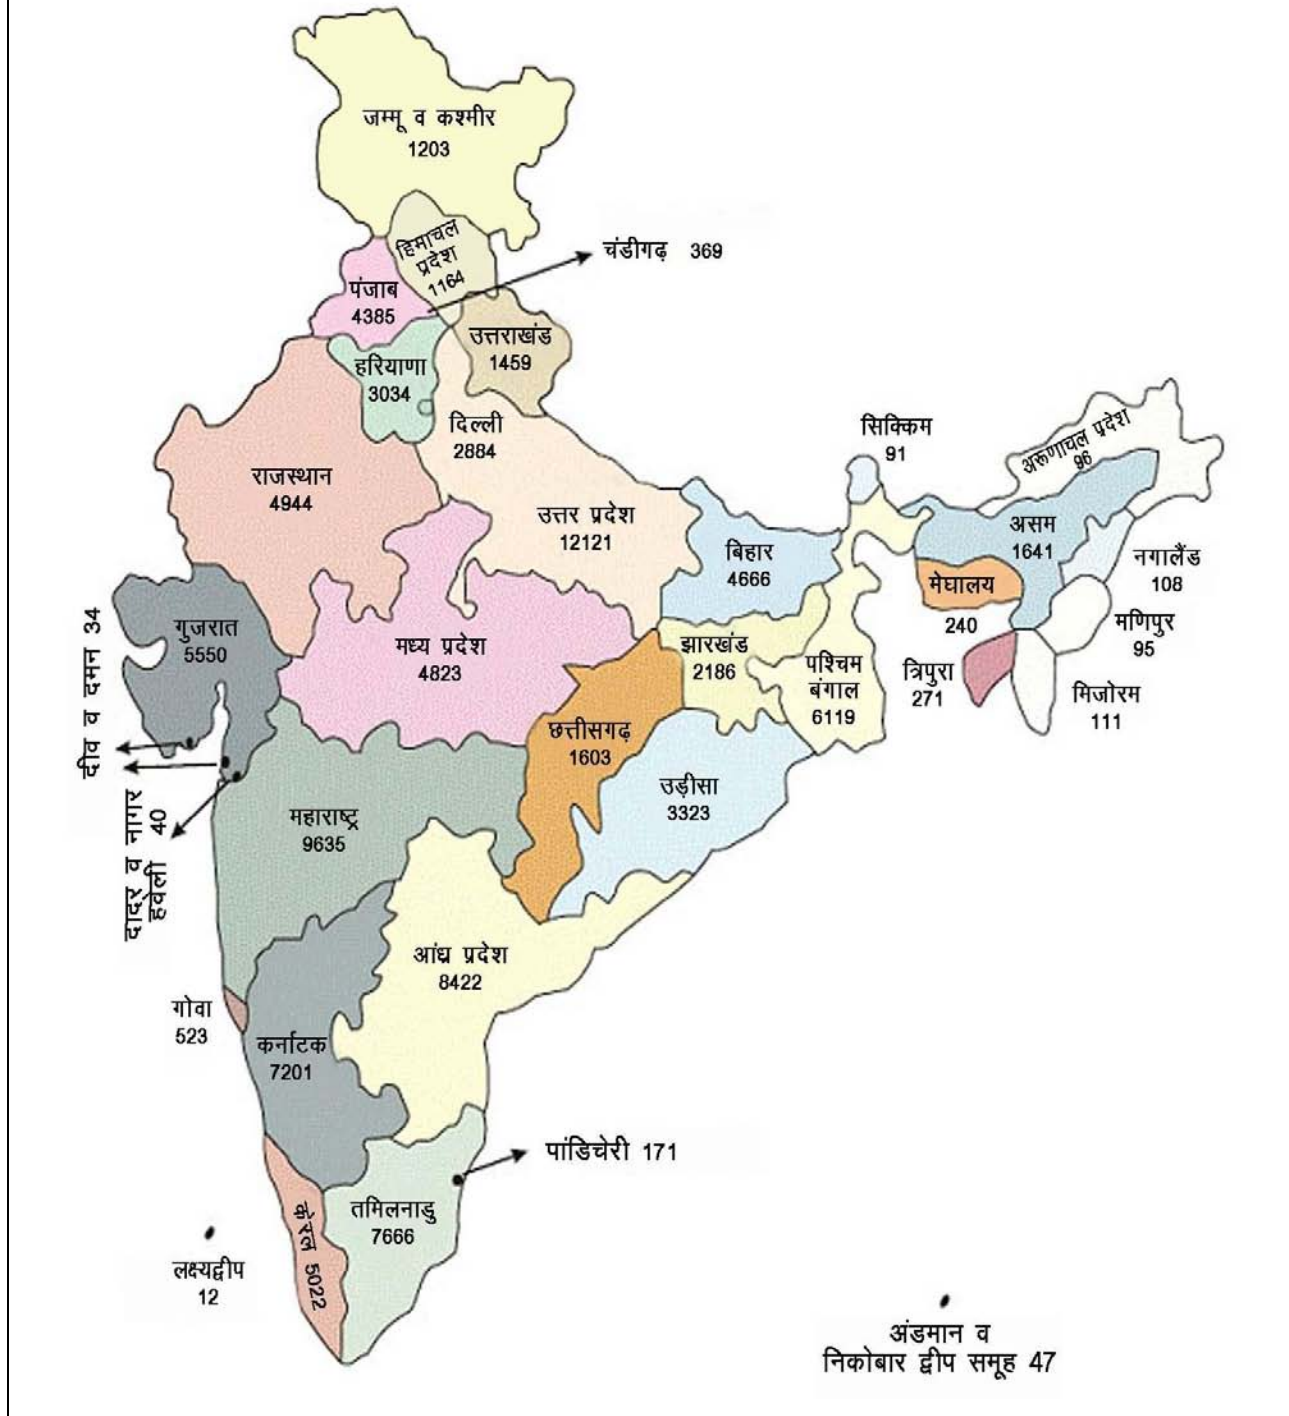 जम्मू व कश्मीर
1203
हिमाचल
प्रदेश
1164
चंडीगढ़ 369
पंजाब
4385
उत्तराखंड
1459
हरियाणा
3034
दिल्ली
2884
राजस्थान
4944
उत्तर प्रदेश
12121
बिहार
4666
सिक्किम
91
अरूणाचल प्रदेश
96
असम
1641
नगालैंड
108
मेघालय
240
मणिपुर
95
त्रिपुरा
271
मिजोरम
111
गुजरात
5550
मध्य प्रदेश
4823
झारखंड
2186
पश्चिम
बंगाल
6119
दीव व दमन 34
छत्तीसगढ़
1603
उड़ीसा
3323
दादर व नागर
हवेली 40
महाराष्ट्र
9635
आंध्र प्रदेश
8422
गोवा
523
कर्नाटक
7201
पांडिचेरी 171
तमिलनाडु
7666
केरल 5022
लक्ष्यद्वीप
12
अंडमान व
निकोबार द्वीप समूह 47